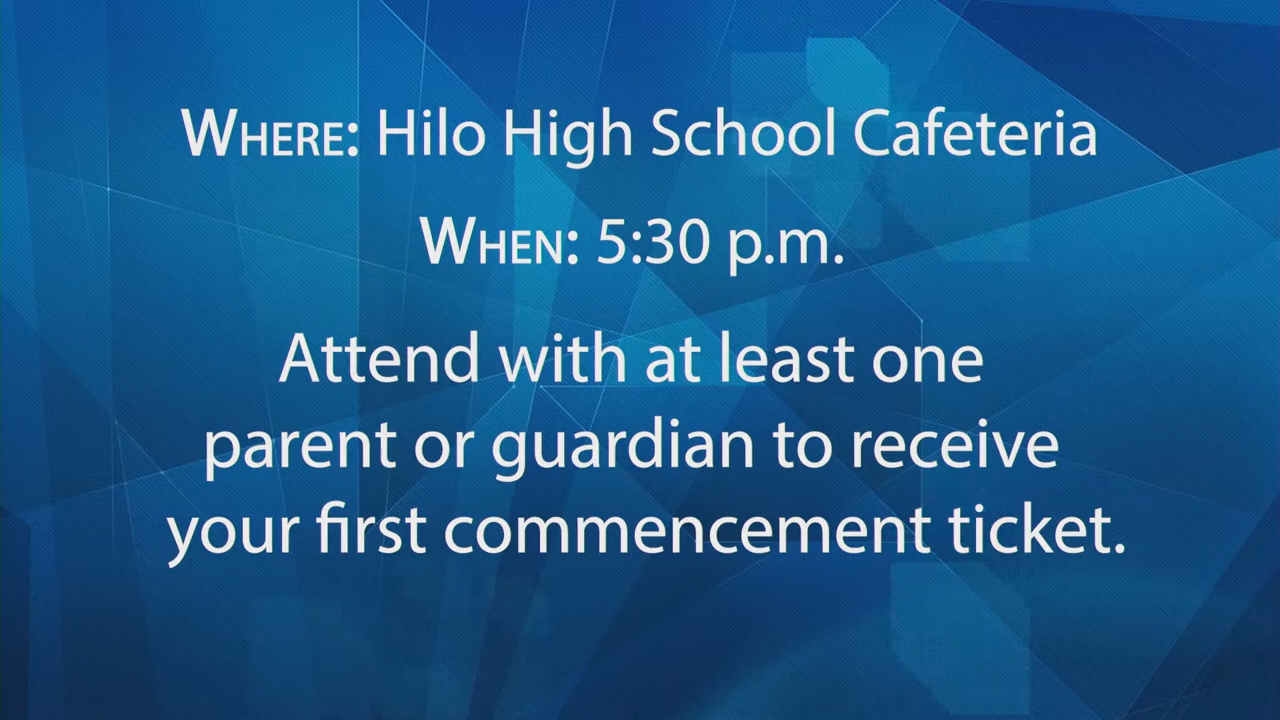 Where: Hilo High School Cafeteria
When: 5:30 p.m.
Attend with at least one
parent or guardian to receive
your first commencement ticket.